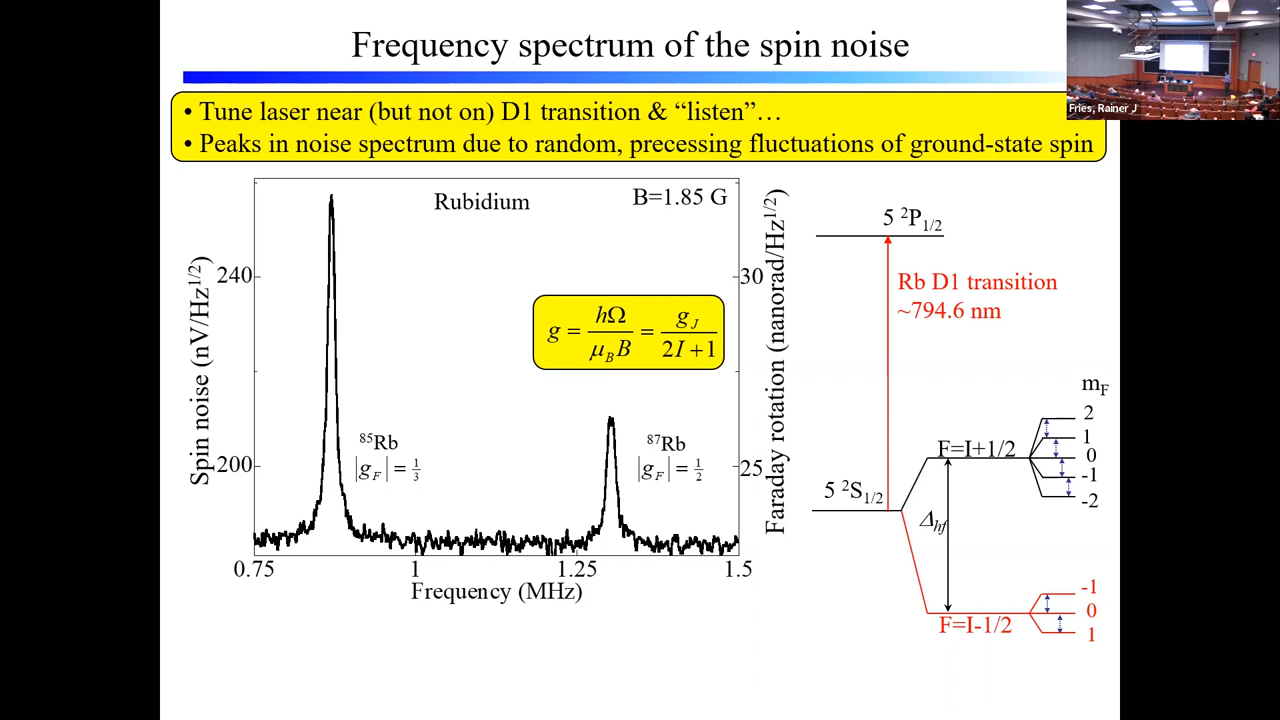 Frequency spectrum of the spin noise
Fries, Rainer J
• Tune laser near (but not on) D1 transition & “listen”…
• Peaks in noise spectrum due to random, precessing fluctuations of ground-state spin
Rubidium
B=1.85 G
Spin noise (nV/Hz^1/2)
240
200
30
25
Faraday rotation (nanorad/Hz^1/2)
g = hΩ / μ_B B = g_J / 2I+1
⁸⁵Rb
|g_F| = 1/3
⁸⁷Rb
|g_F| = 1/2
0.75
1
1.25
1.5
Frequency (MHz)
5 ²P₁/₂
Rb D1 transition
~794.6 nm
5 ²S₁/₂
Δhf
F=I+1/2
m_F
2
1
0
-1
-2
F=I-1/2
-1
0
1